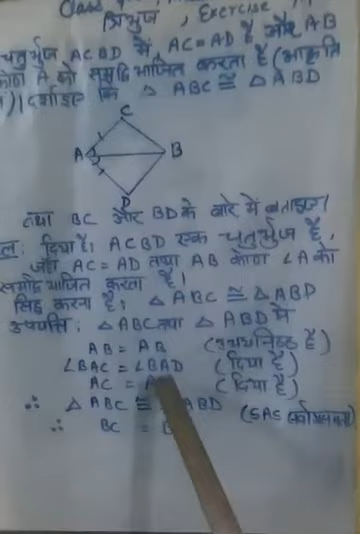 Class
त्रिभुज , Exercise
चतुर्भुज ACBD में, AC = AD है और AB
कोण A को समद्विभाजित करता है (आकृति
)। दर्शाइए कि △ ABC ≅ △ ABD
C
A
B
D
तथा BC और BD के बारे में बताइए।
हल: दिया है। ACBD एक चतुर्भुज है,
जहाँ AC = AD तथा AB कोण ∠A को
समद्विभाजित करता है।
सिद्ध करना है: △ ABC ≅ △ ABD
उपपत्ति: △ ABC तथा △ ABD में
AB = AB (उभयनिष्ठ है)
∠BAC = ∠BAD (दिया है)
AC = A (दिया है)
∴ △ ABC ≅ ABD (SAS
∴ BC =